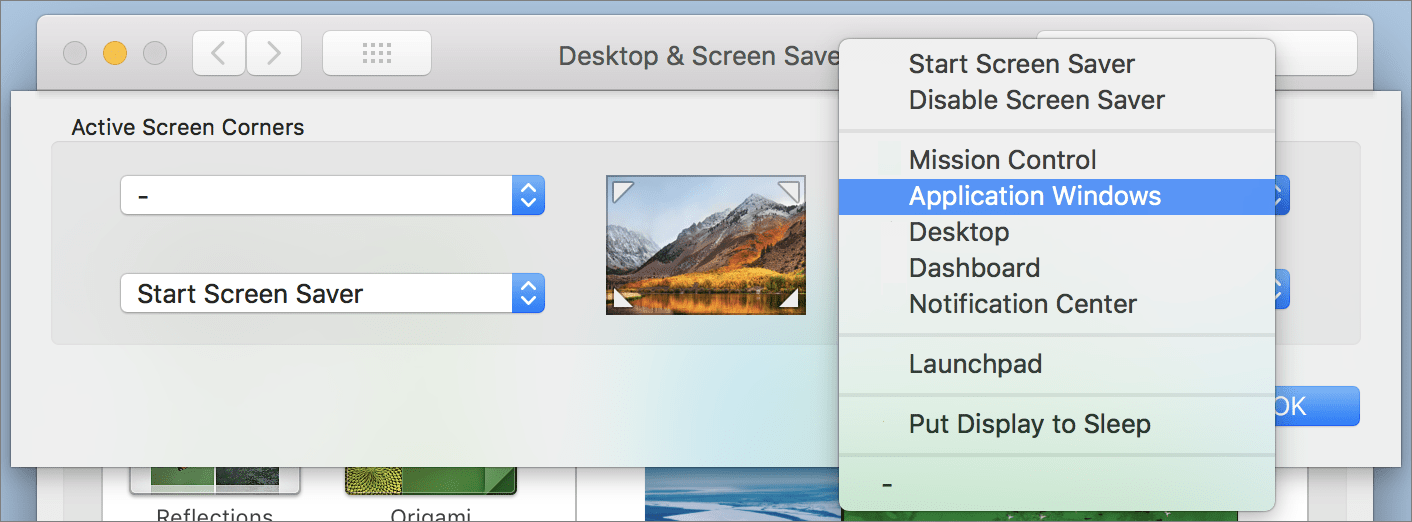 Desktop & Screen Save
Active Screen Corners
-
Start Screen Saver
Start Screen Saver
Disable Screen Saver
Mission Control
Application Windows
Desktop
Dashboard
Notification Center
Launchpad
Put Display to Sleep
-
OK
Reflections
Origami